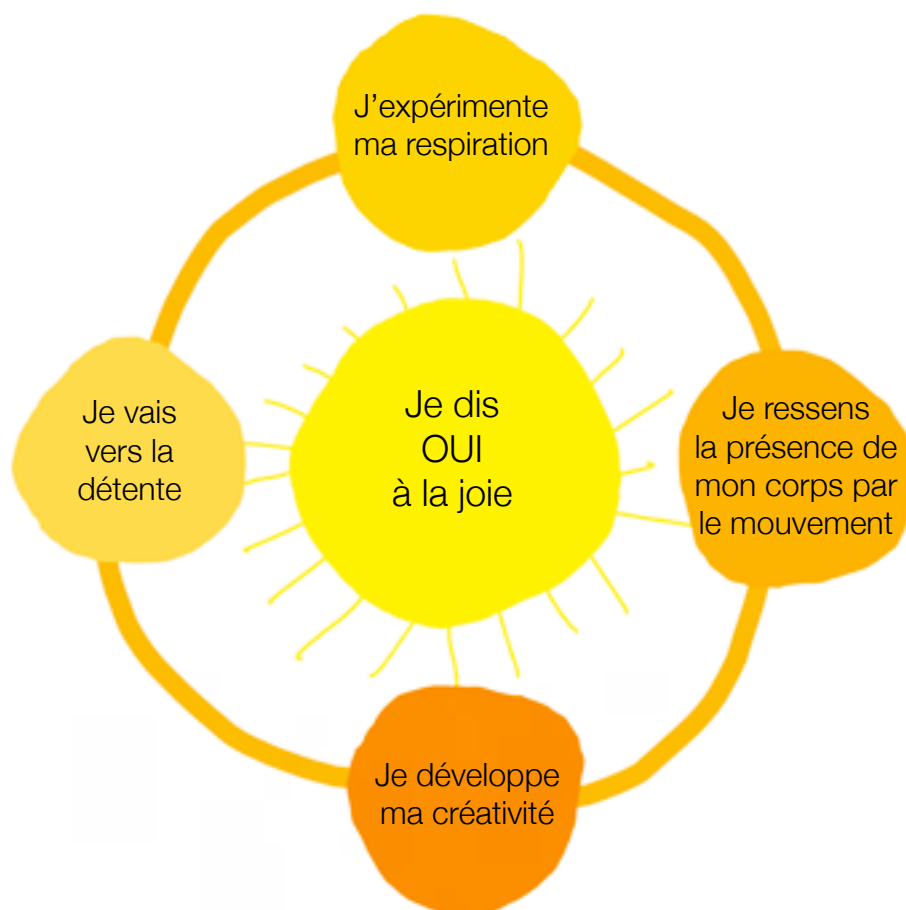 J’expérimente
ma respiration
Je vais
vers la
détente
Je dis
OUI
à la joie
Je ressens
la présence de
mon corps par
le mouvement
Je développe
ma créativité